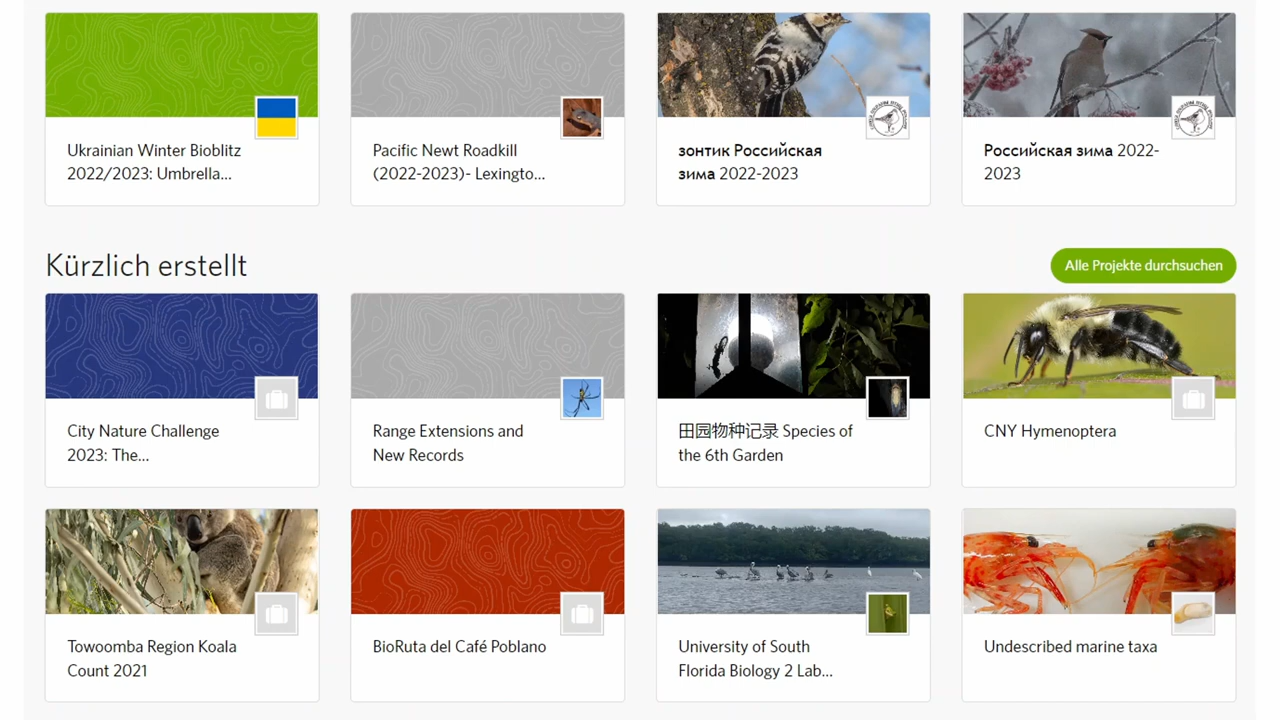 Ukrainian Winter Bioblitz
2022/2023: Umbrella...
Pacific Newt Roadkill
(2022-2023)- Lexingto...
зонтик Российская
зима 2022-2023
Российская зима 2022-
2023
Kürzlich erstellt
Alle Projekte durchsuchen
City Nature Challenge
2023: The...
Range Extensions and
New Records
田园物种记录 Species of
the 6th Garden
CNY Hymenoptera
Towoomba Region Koala
Count 2021
BioRuta del Café Poblano
University of South
Florida Biology 2 Lab...
Undescribed marine taxa